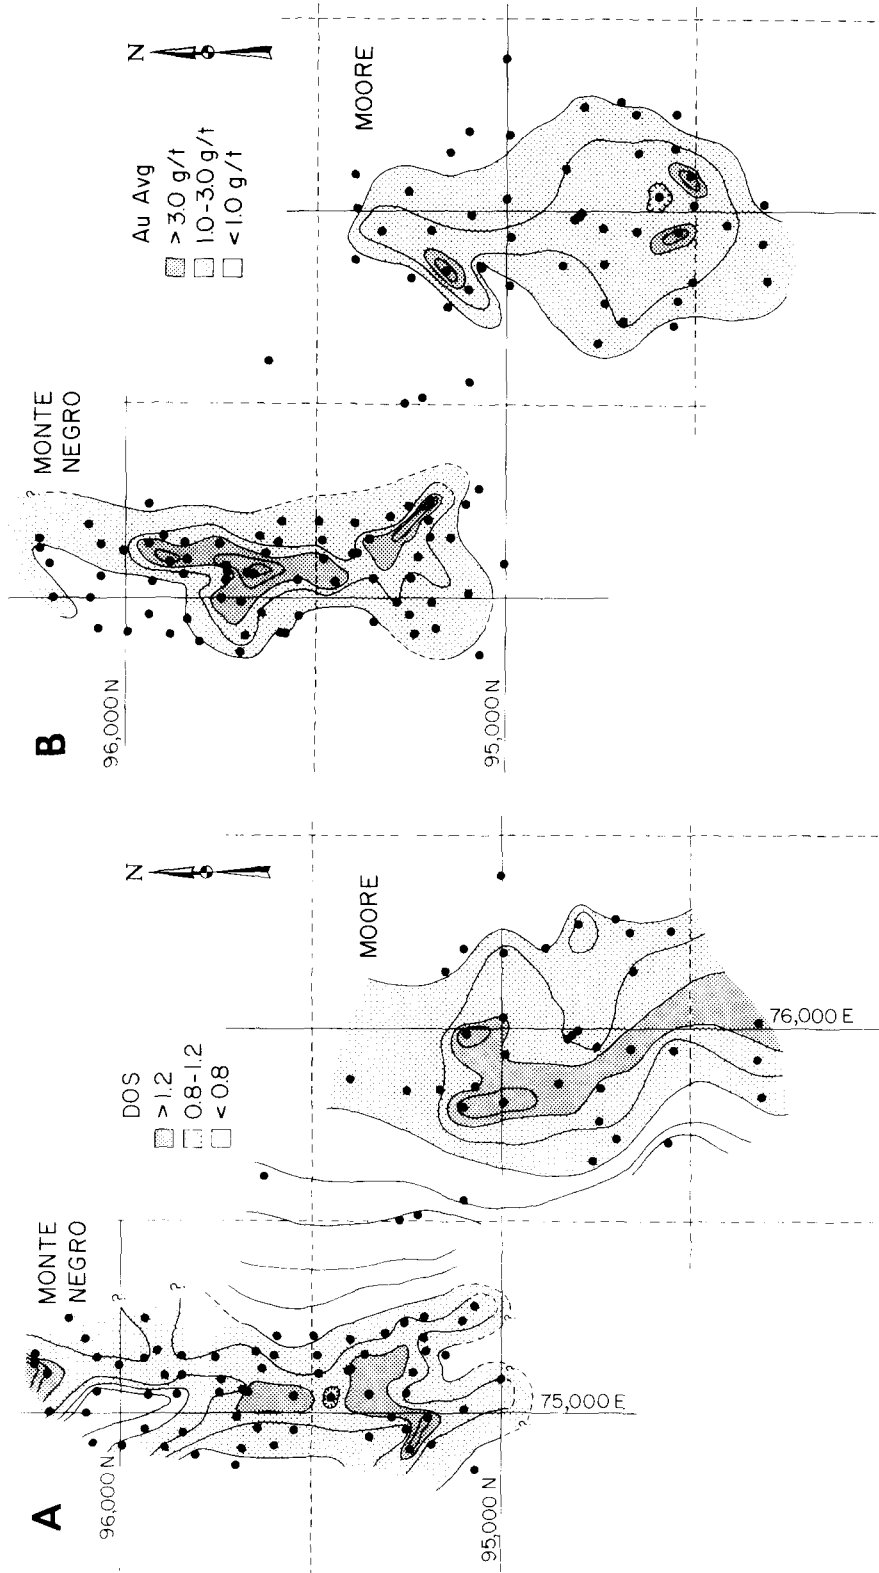 A
MONTE
NEGRO
DOS
> 1.2
0.8–1.2
< 0.8
N
MOORE
96,000 N
95,000 N
75,000 E
76,000 E
?
?
?
?
?
B
MONTE
NEGRO
Au Avg
> 3.0 g/t
1.0–3.0 g/t
< 1.0 g/t
N
MOORE
96,000 N
95,000 N
?